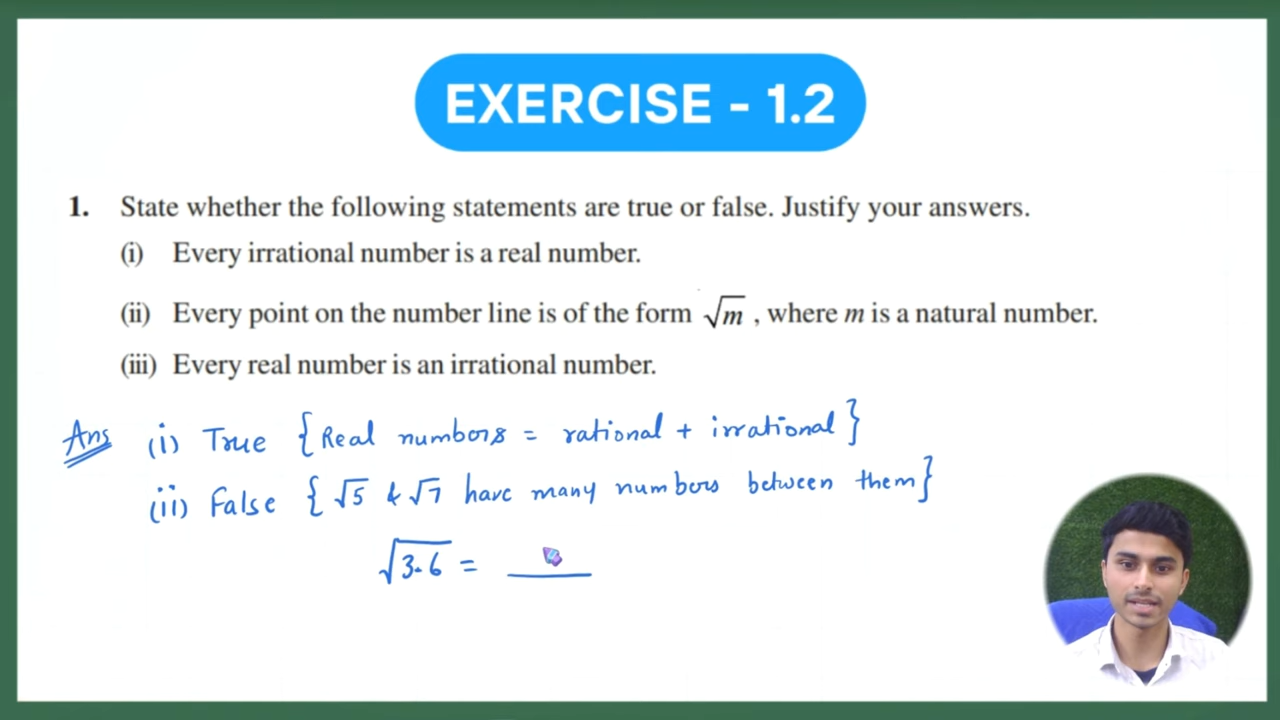 EXERCISE - 1.2
1. State whether the following statements are true or false. Justify your answers.
(i) Every irrational number is a real number.
(ii) Every point on the number line is of the form √m , where m is a natural number.
(iii) Every real number is an irrational number.
Ans (i) True {Real numbers = rational + irrational}
(ii) False {√5 & √7 have many numbers between them}
√3.6 = ____